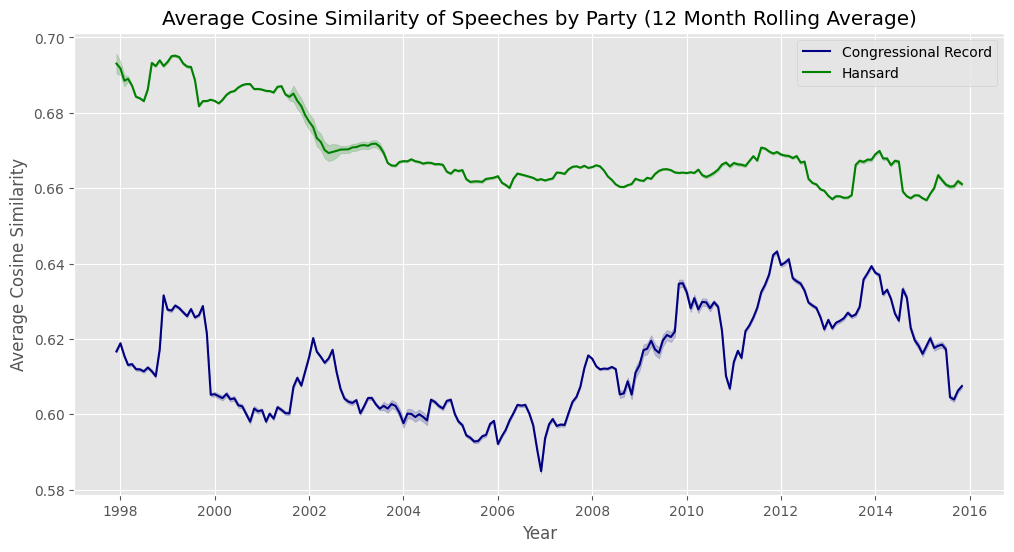 Average Cosine Similarity of Speeches by Party (12 Month Rolling Average)
Congressional Record
Hansard
Average Cosine Similarity
0.70
0.68
0.66
0.64
0.62
0.60
0.58
1998 2000 2002 2004 2006 2008 2010 2012 2014 2016
Year